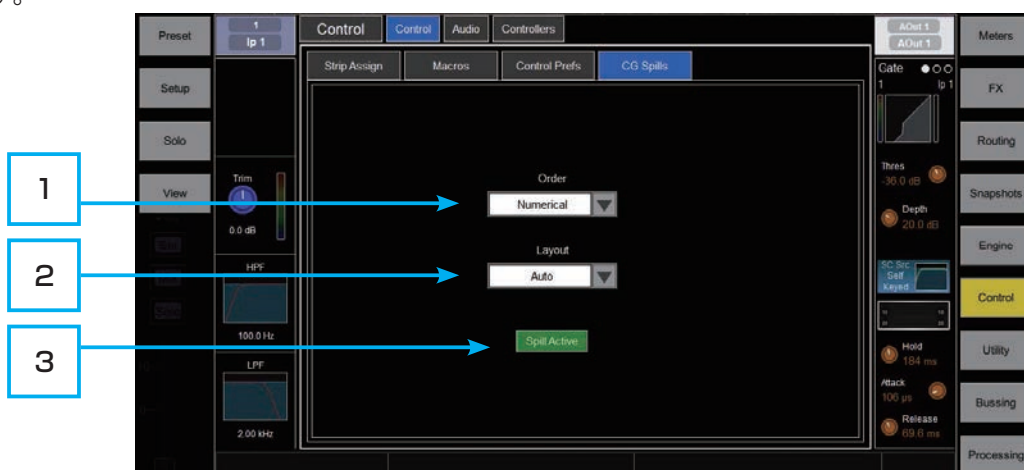 る。
Preset
Setup
Solo
View
1
2
3
1
Ip 1
Trim
0.0 dB
HPF
100.0 Hz
LPF
2.00 kHz
Control
Control
Audio
Controllers
Strip Assign
Macros
Control Prefs
CG Spills
Order
Numerical
Layout
Auto
Spill Active
AOut 1
AOut 1
Gate
1 Ip 1
Thres
-36.0 dB
Depth
20.0 dB
SC Src
Self
Keyed
Hold
184 ms
Attack
106 µs
Release
69.6 ms
Meters
FX
Routing
Snapshots
Engine
Control
Utility
Bussing
Processing